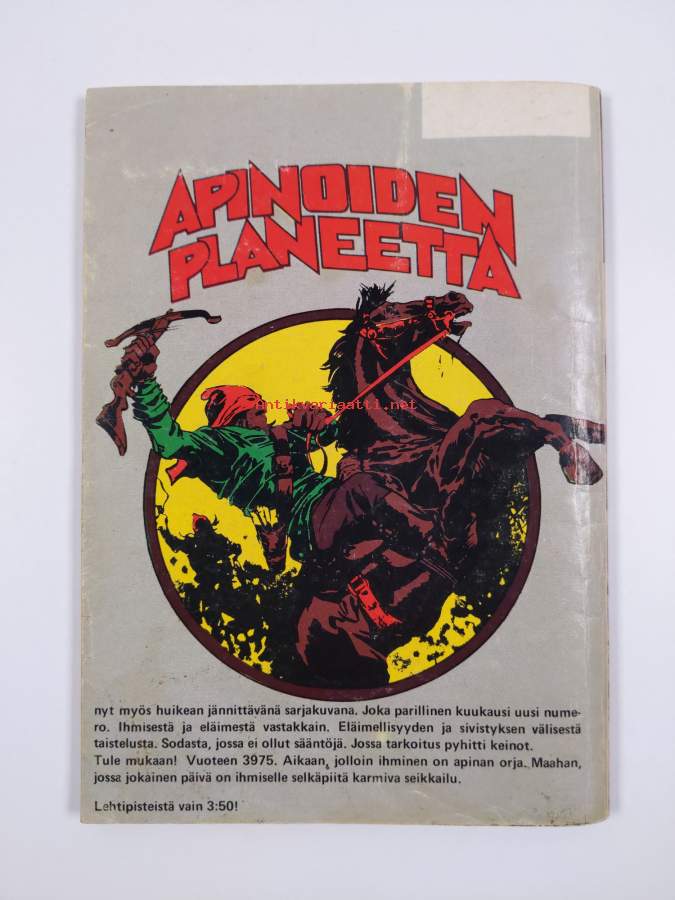 APINOIDEN
PLANEETTA
antikvariaatti.net
nyt myös huikean jännittävänä sarjakuvana. Joka parillinen kuukausi uusi nume-
ro. Ihmisestä ja eläimestä vastakkain. Eläimellisyyden ja sivistyksen välisestä
taistelusta. Sodasta, jossa ei ollut sääntöjä. Jossa tarkoitus pyhitti keinot.
Tule mukaan! Vuoteen 3975. Aikaan, jolloin ihminen on apinan orja. Maahan,
jossa jokainen päivä on ihmiselle selkäpiitä karmiva seikkailu.
Lehtipisteistä vain 3:50!